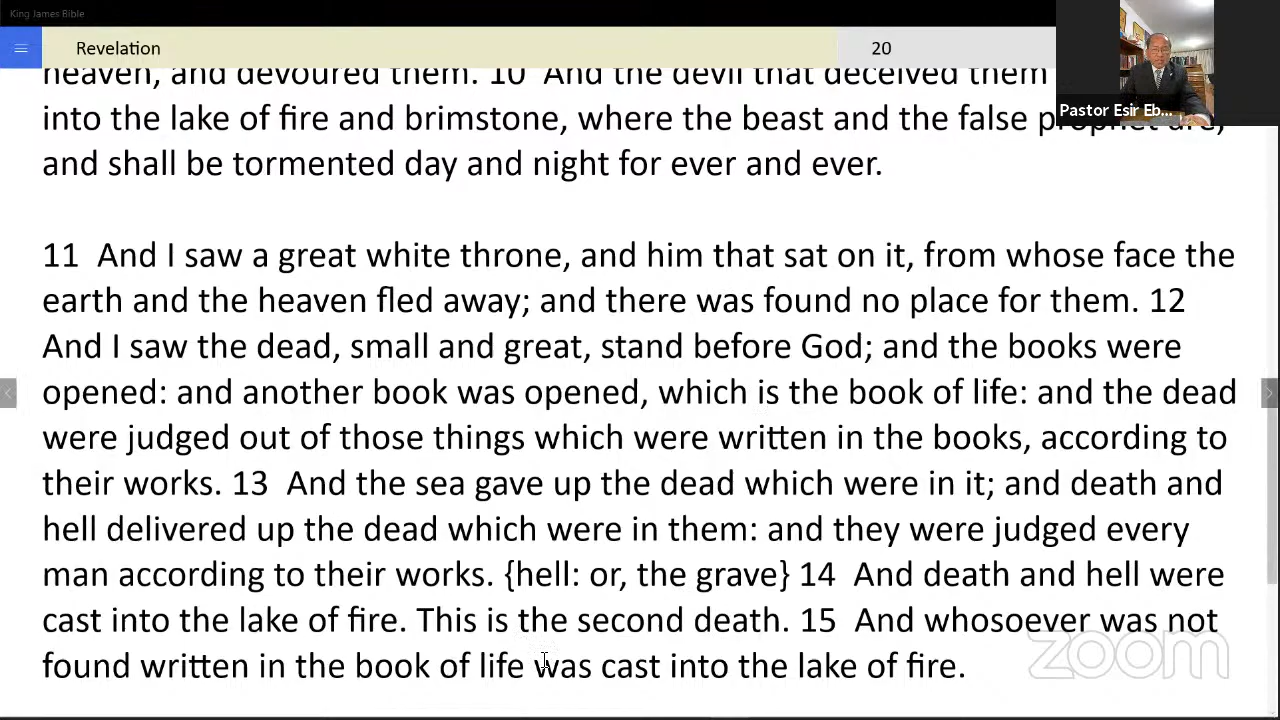 King James Bible
Revelation 20
Pastor Esir Eb...
heaven, and devoured them. 10 And the devil that deceived them
into the lake of fire and brimstone, where the beast and the false prophet are,
and shall be tormented day and night for ever and ever.
11 And I saw a great white throne, and him that sat on it, from whose face the
earth and the heaven fled away; and there was found no place for them. 12
And I saw the dead, small and great, stand before God; and the books were
opened: and another book was opened, which is the book of life: and the dead
were judged out of those things which were written in the books, according to
their works. 13 And the sea gave up the dead which were in it; and death and
hell delivered up the dead which were in them: and they were judged every
man according to their works. {hell: or, the grave} 14 And death and hell were
cast into the lake of fire. This is the second death. 15 And whosoever was not
found written in the book of life was cast into the lake of fire.
zoom